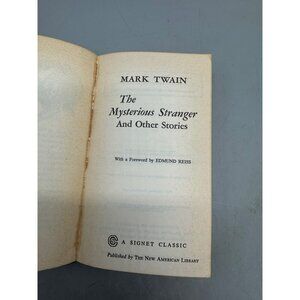 MARK TWAIN
The
Mysterious Stranger
And Other Stories
With a Foreword by EDMUND REISS
A SIGNET CLASSIC
Published by THE NEW AMERICAN LIBRARY